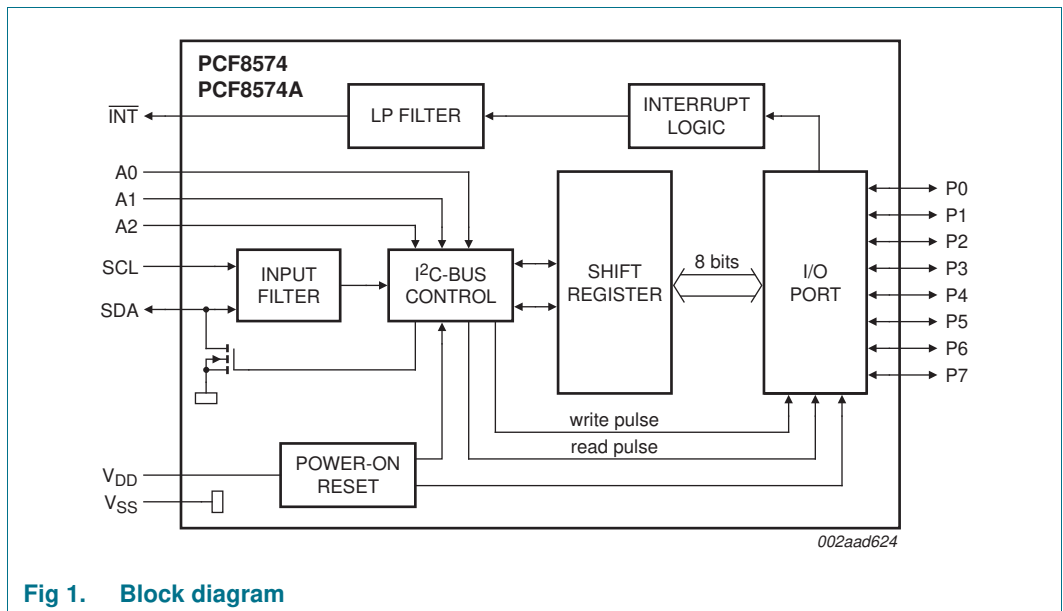 PCF8574
PCF8574A
INT
LP FILTER
INTERRUPT
LOGIC
A0
A1
A2
SCL
SDA
INPUT
FILTER
I²C-BUS
CONTROL
SHIFT
REGISTER
8 bits
I/O
PORT
P0
P1
P2
P3
P4
P5
P6
P7
write pulse
read pulse
VDD
VSS
POWER-ON
RESET
002aad624
Fig 1. Block diagram